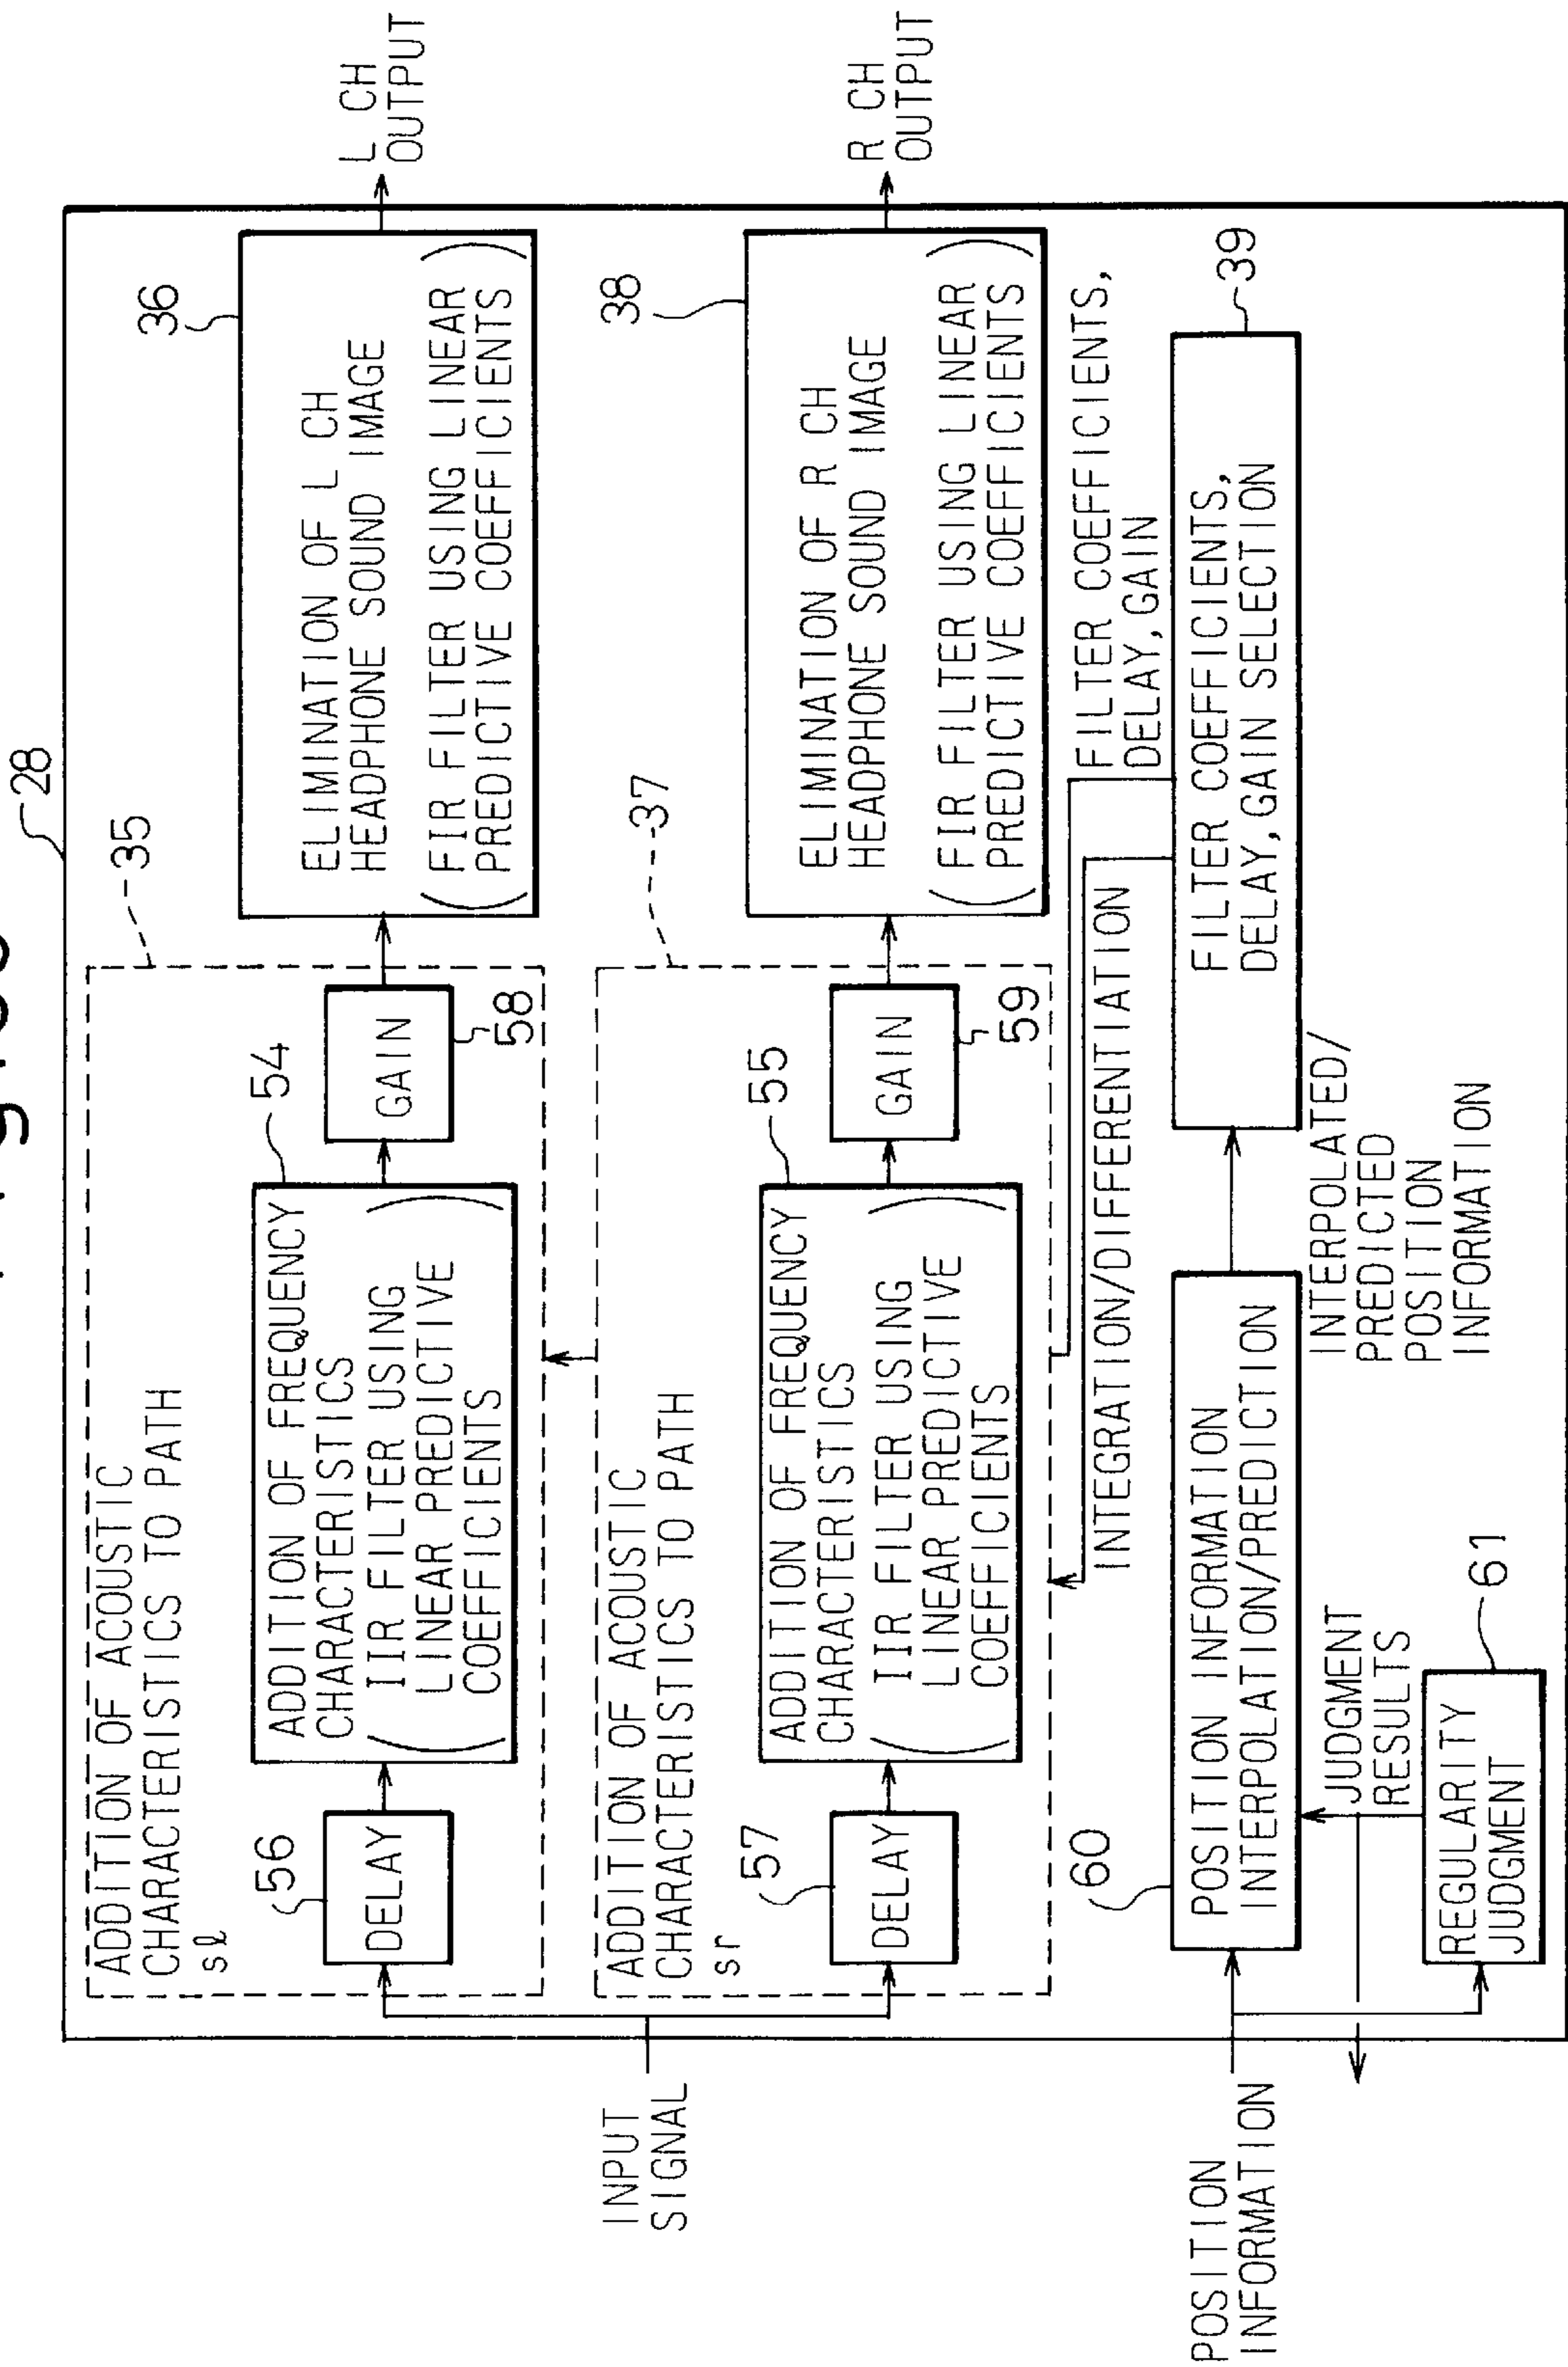 28
35
ADDITION OF ACOUSTIC
CHARACTERISTICS TO PATH
sℓ
56
DELAY
54
ADDITION OF FREQUENCY
CHARACTERISTICS
(IIR FILTER USING
LINEAR PREDICTIVE
COEFFICIENTS)
GAIN
58
36
ELIMINATION OF L CH
HEADPHONE SOUND IMAGE
(FIR FILTER USING LINEAR
PREDICTIVE COEFFICIENTS)
L CH
OUTPUT
INPUT
SIGNAL
37
ADDITION OF ACOUSTIC
CHARACTERISTICS TO PATH
sr
57
DELAY
55
ADDITION OF FREQUENCY
CHARACTERISTICS
(IIR FILTER USING
LINEAR PREDICTIVE
COEFFICIENTS)
GAIN
59
38
ELIMINATION OF R CH
HEADPHONE SOUND IMAGE
(FIR FILTER USING LINEAR
PREDICTIVE COEFFICIENTS)
R CH
OUTPUT
FILTER COEFFICIENTS,
DELAY,GAIN
INTEGRATION/DIFFERENTIATION
POSITION
INFORMATION
60
POSITION INFORMATION
INTERPOLATION/PREDICTION
INTERPOLATED/
PREDICTED
POSITION
INFORMATION
39
FILTER COEFFICIENTS,
DELAY,GAIN SELECTION
JUDGMENT
RESULTS
61
REGULARITY
JUDGMENT